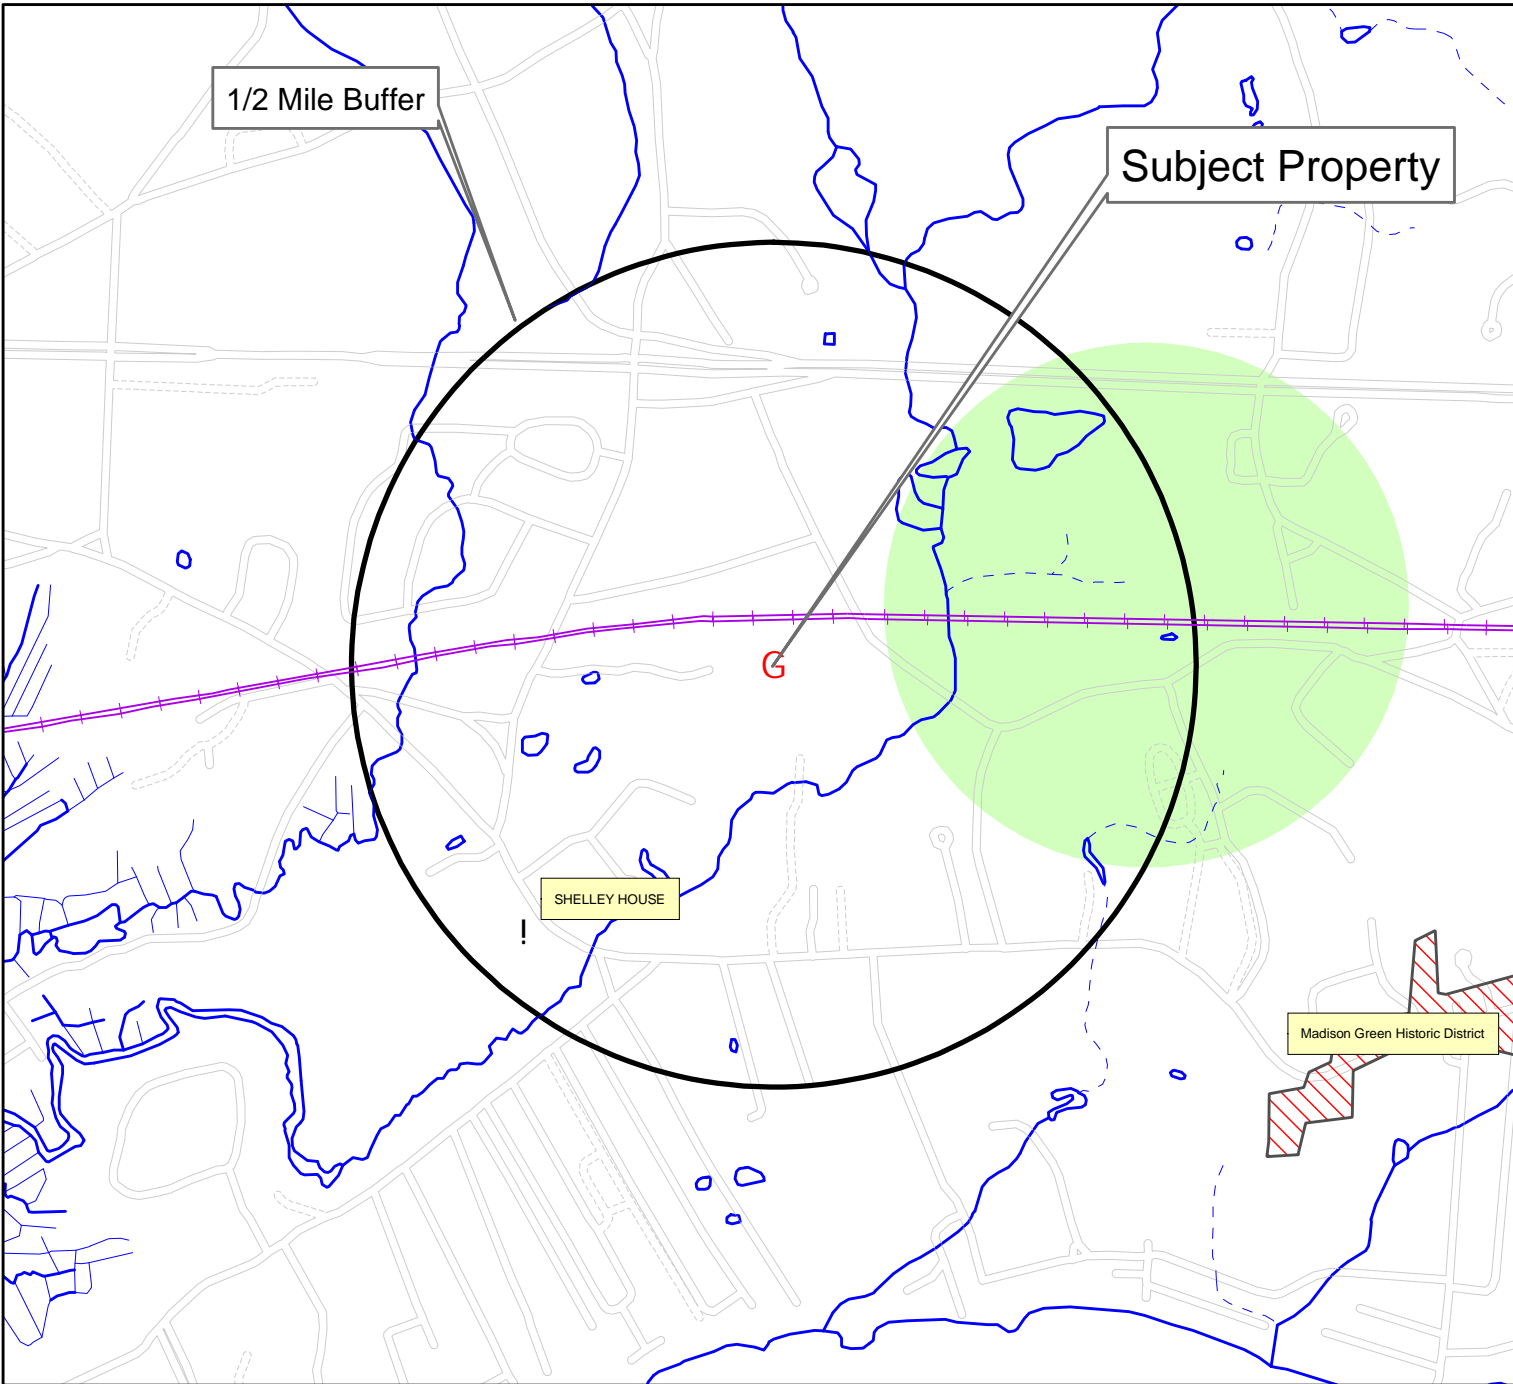 1/2 Mile Buffer
Subject Property
G
SHELLEY HOUSE
!
Madison Green Historic District